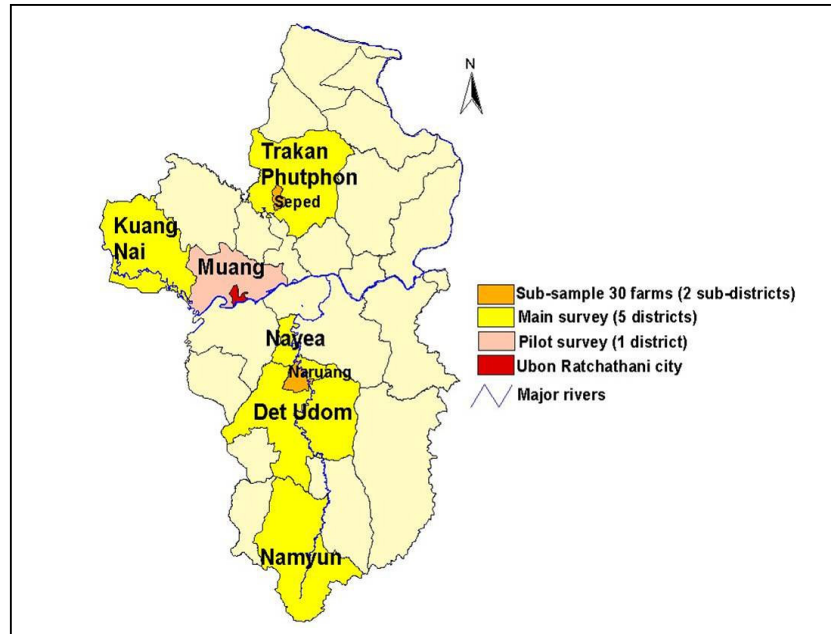 N
Trakan
Phutphon
Seped
Kuang
Nai
Muang
Nayea
Naruang
Det Udom
Namyun
Sub-sample 30 farms (2 sub-districts)
Main survey (5 districts)
Pilot survey (1 district)
Ubon Ratchathani city
Major rivers